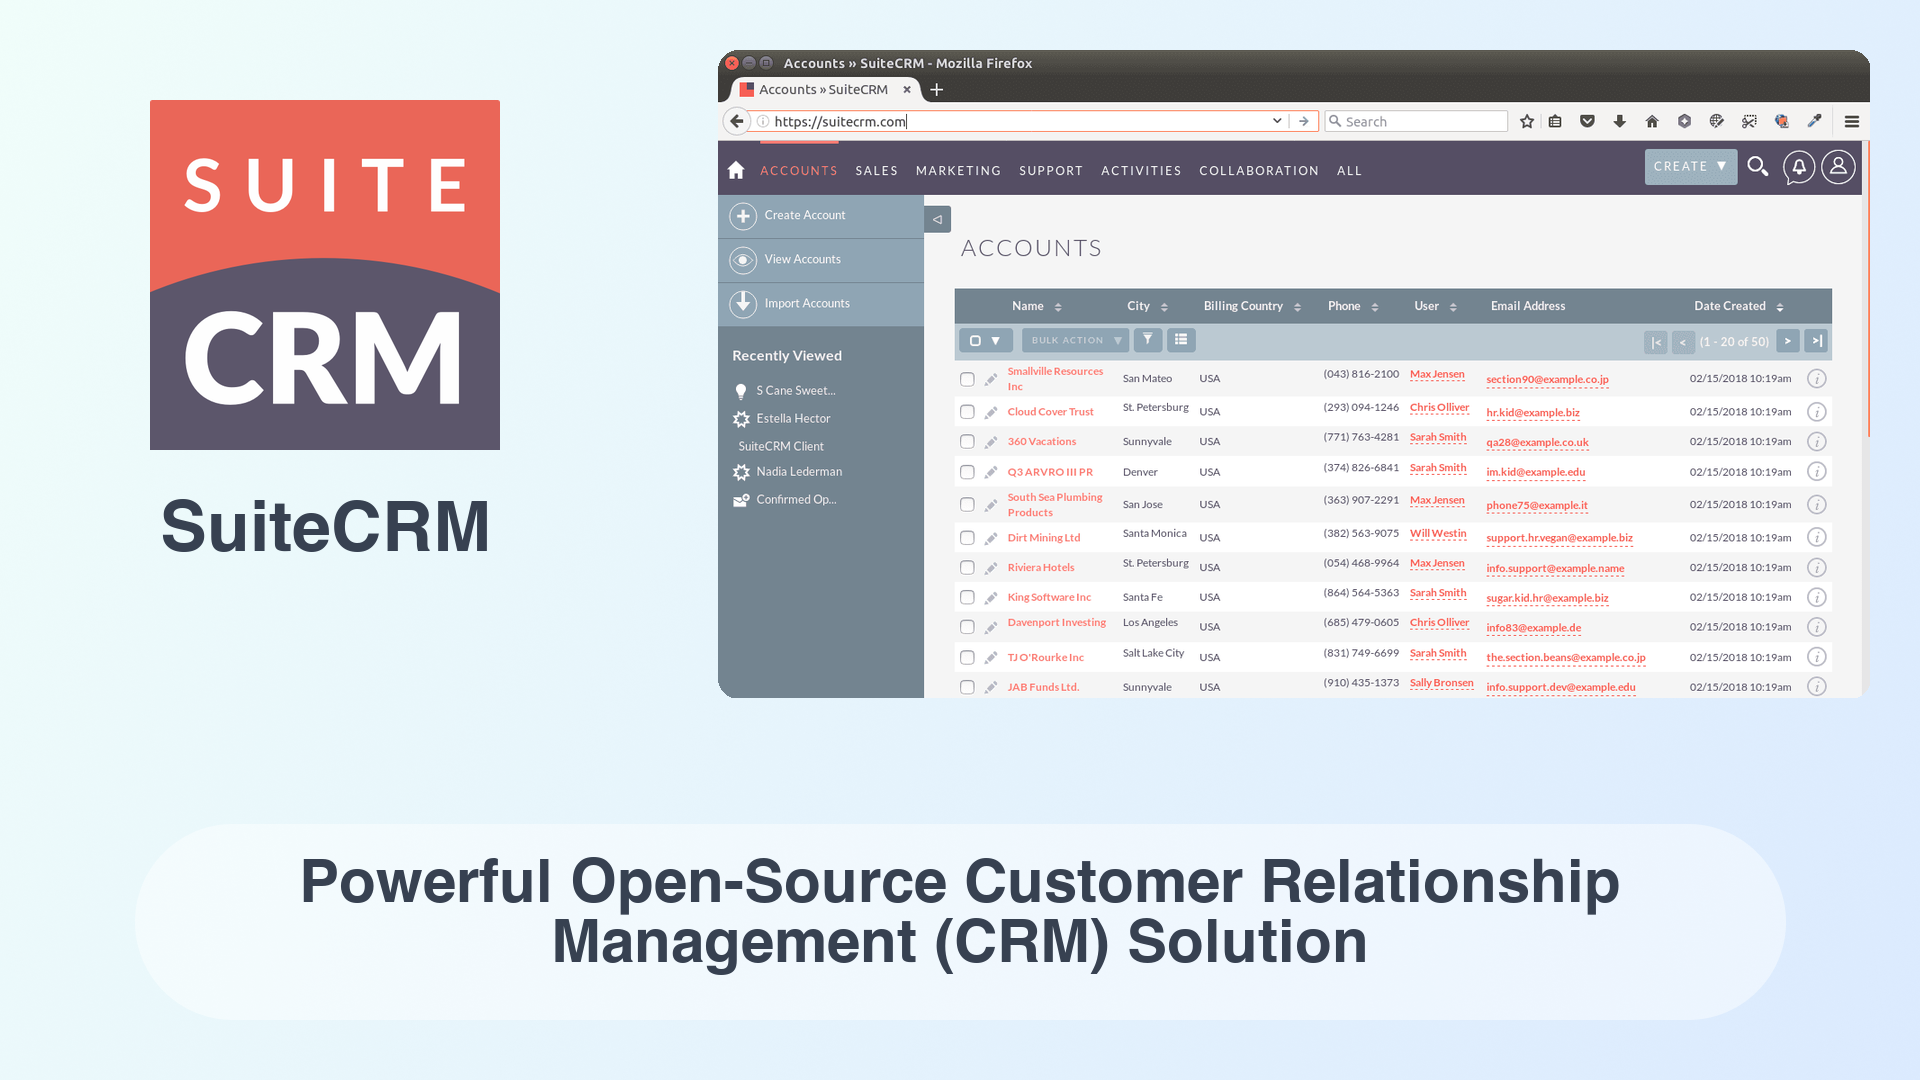 SUITE
CRM
SuiteCRM
Accounts » SuiteCRM - Mozilla Firefox
Accounts » SuiteCRM
https://suitecrm.com
Search
ACCOUNTS SALES MARKETING SUPPORT ACTIVITIES COLLABORATION ALL
CREATE
Create Account
View Accounts
Import Accounts
Recently Viewed
S Cane Sweet...
Estella Hector
SuiteCRM Client
Nadia Lederman
Confirmed Op...
ACCOUNTS
Name City Billing Country Phone User Email Address Date Created
BULK ACTION (1 - 20 of 50)
Smallville Resources Inc San Mateo USA (043) 816-2100 Max Jensen section90@example.co.jp 02/15/2018 10:19am
Cloud Cover Trust St. Petersburg USA (293) 094-1246 Chris Olliver hr.kid@example.biz 02/15/2018 10:19am
360 Vacations Sunnyvale USA (771) 763-4281 Sarah Smith qa28@example.co.uk 02/15/2018 10:19am
Q3 ARVRO III PR Denver USA (374) 826-6841 Sarah Smith im.kid@example.edu 02/15/2018 10:19am
South Sea Plumbing Products San Jose USA (363) 907-2291 Max Jensen phone75@example.it 02/15/2018 10:19am
Dirt Mining Ltd Santa Monica USA (382) 563-9075 Will Westin support.hr.vegan@example.biz 02/15/2018 10:19am
Riviera Hotels St. Petersburg USA (054) 468-9964 Max Jensen info.support@example.name 02/15/2018 10:19am
King Software Inc Santa Fe USA (864) 564-5363 Sarah Smith sugar.kid.hr@example.biz 02/15/2018 10:19am
Davenport Investing Los Angeles USA (685) 479-0605 Chris Olliver info83@example.de 02/15/2018 10:19am
TJ O'Rourke Inc Salt Lake City USA (831) 749-6699 Sarah Smith the.section.beans@example.co.jp 02/15/2018 10:19am
JAB Funds Ltd. Sunnyvale USA (910) 435-1373 Sally Bronsen info.support.dev@example.edu 02/15/2018 10:19am
Powerful Open-Source Customer Relationship
Management (CRM) Solution